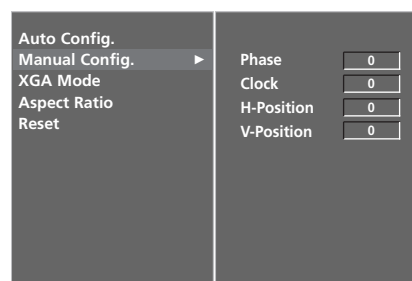 Auto Config.
Manual Config. ►
XGA Mode
Aspect Ratio
Reset
Phase 0
Clock 0
H-Position 0
V-Position 0